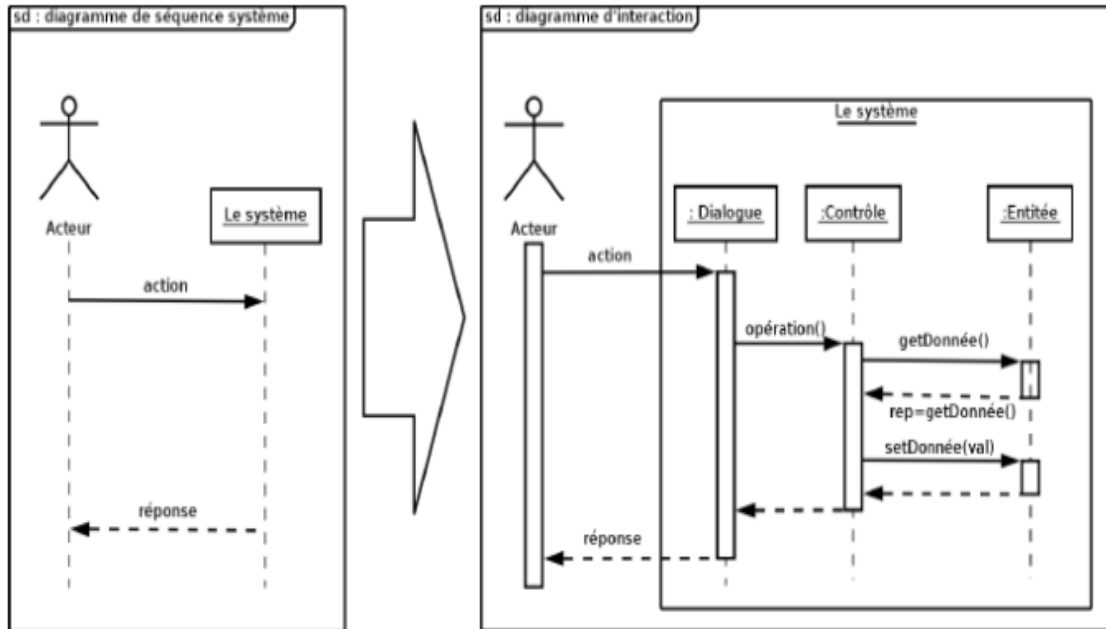 sd : diagramme de séquence système
Acteur
Le système
action
réponse
sd : diagramme d'interaction
Le système
Acteur
: Dialogue
:Contrôle
:Entitée
action
opération()
getDonnée()
rep=getDonnée()
setDonnée(val)
réponse